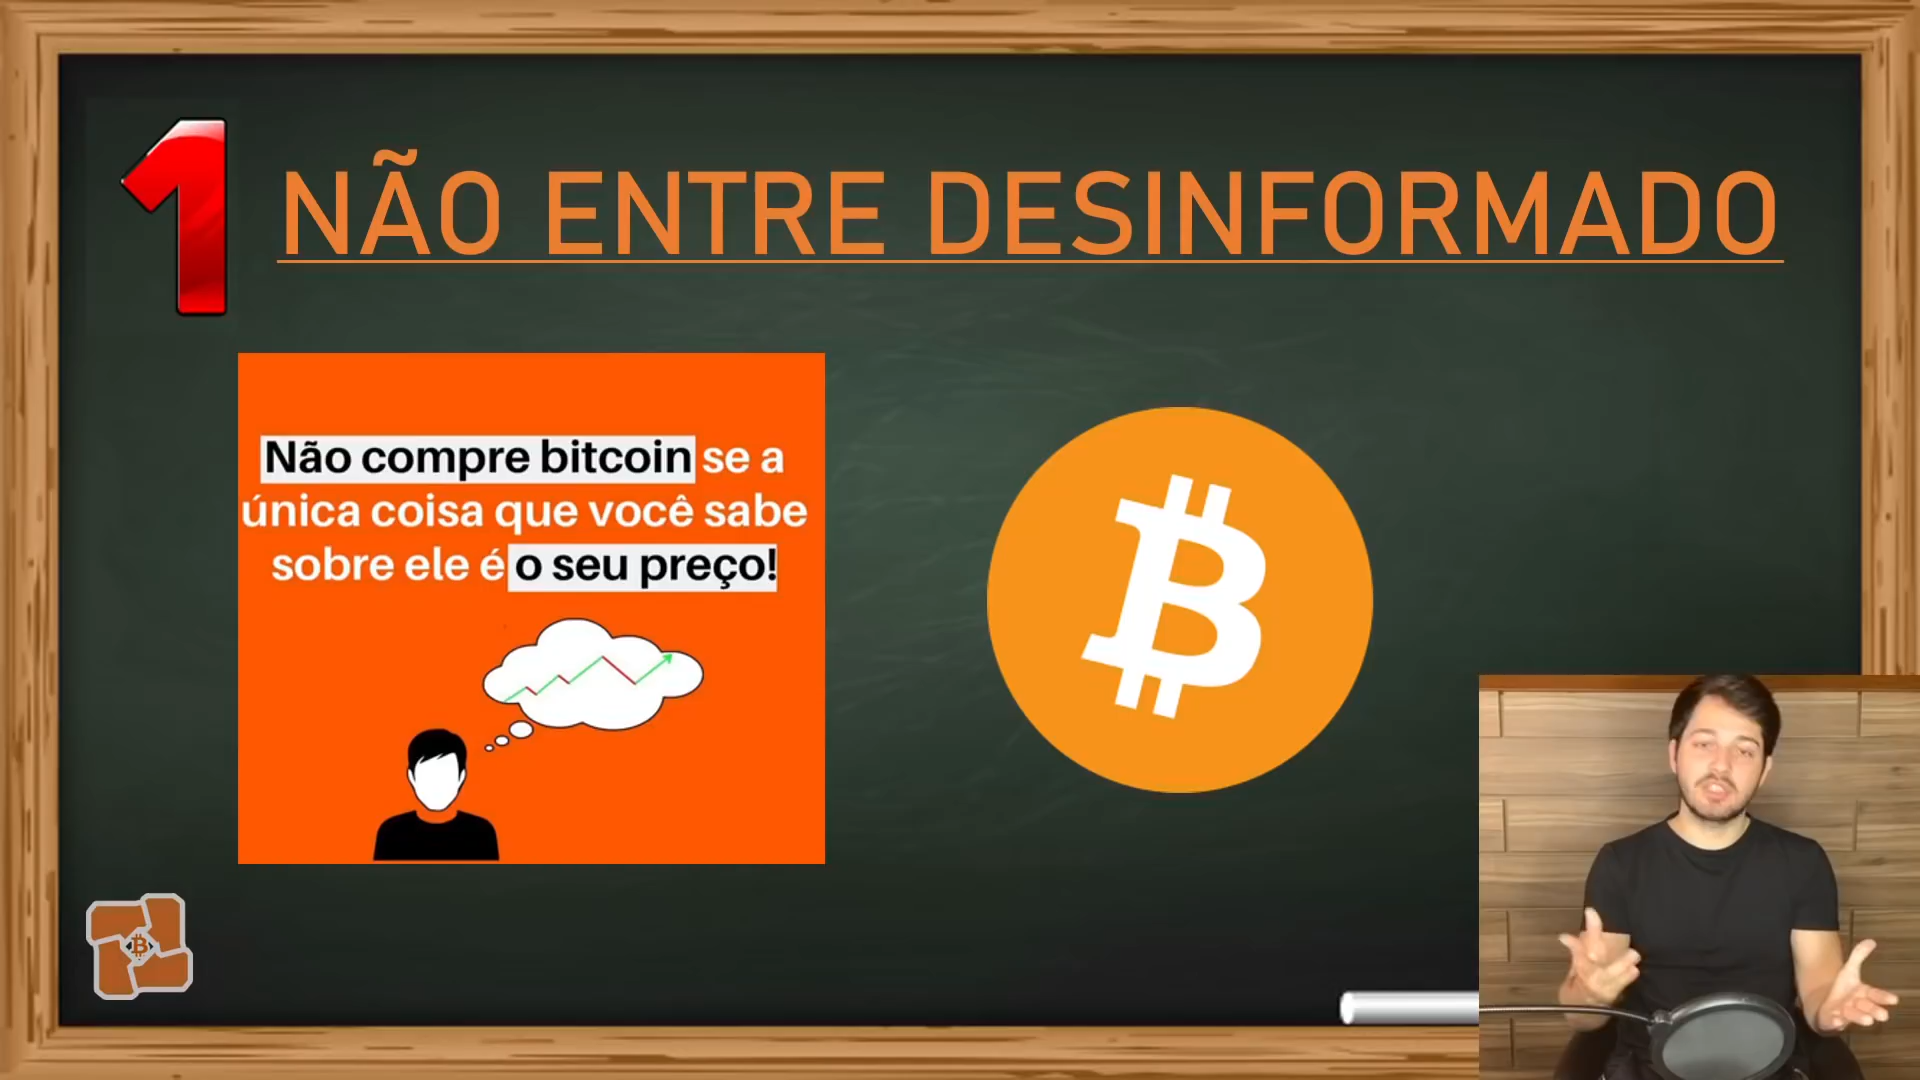 1 NÃO ENTRE DESINFORMADO
Não compre bitcoin se a
única coisa que você sabe
sobre ele é o seu preço!